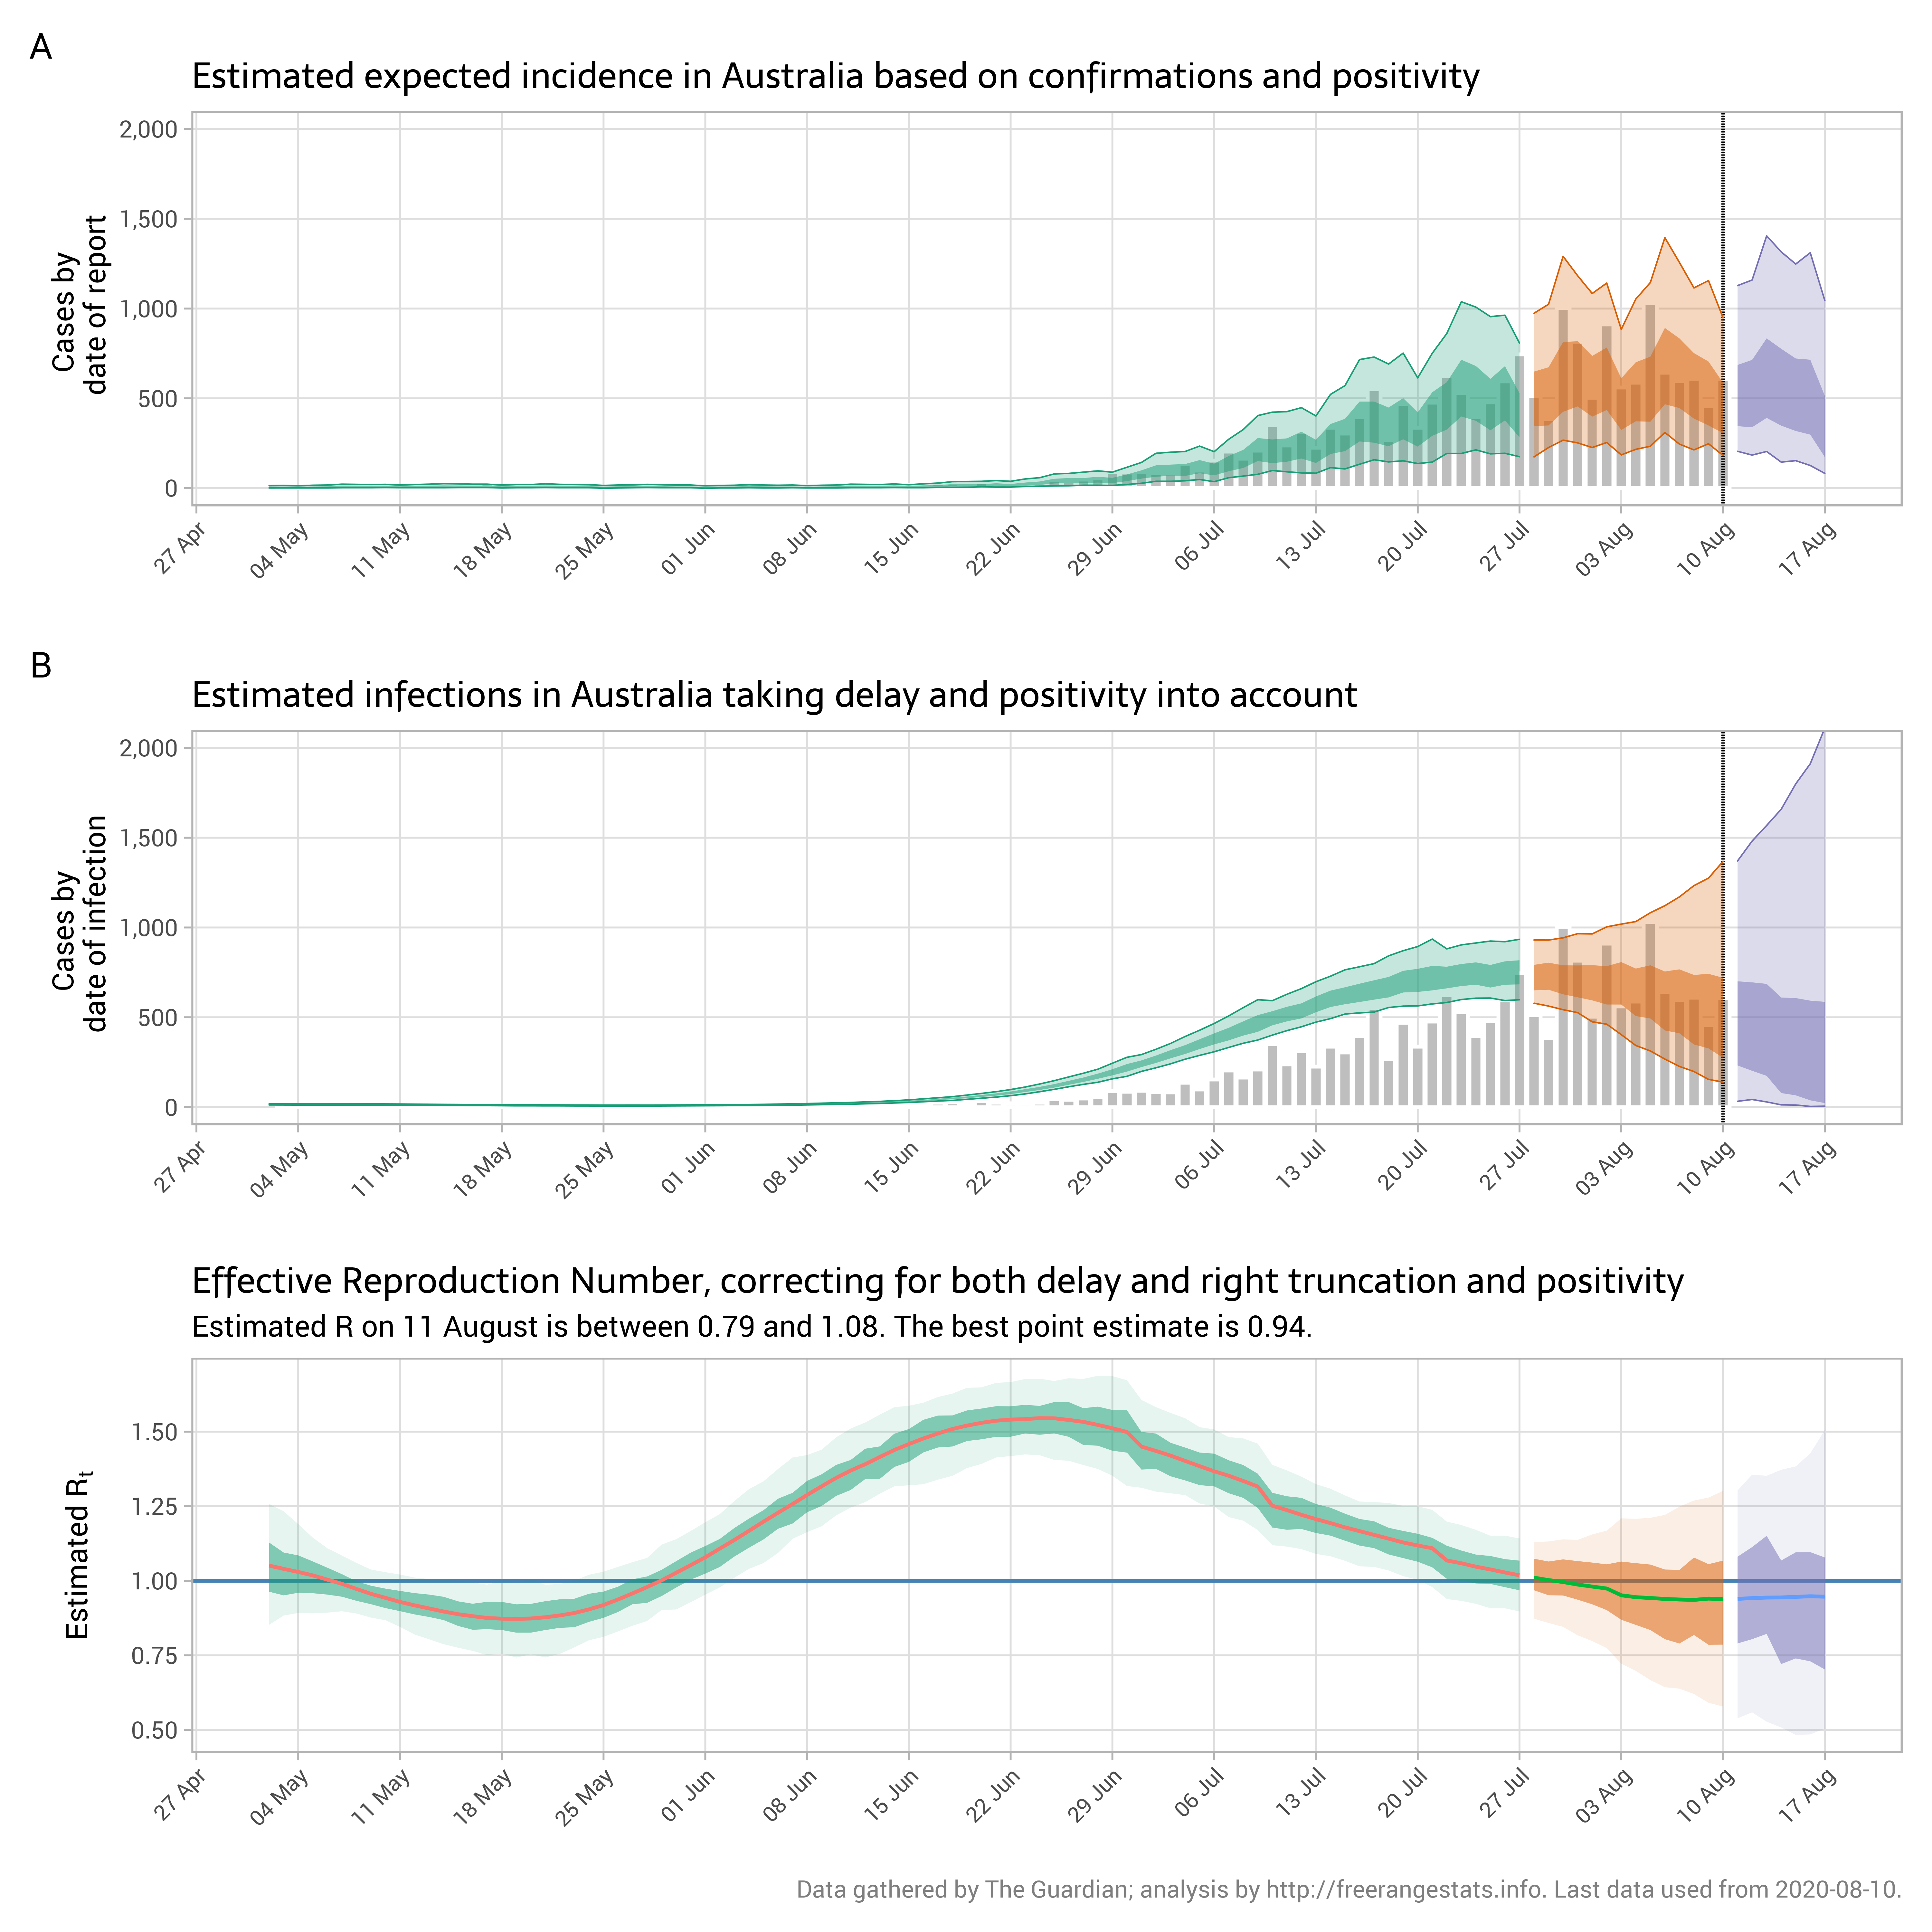 A
Estimated expected incidence in Australia based on confirmations and positivity
Cases by
date of report
2,000
1,500
1,000
500
0
27 Apr
04 May
11 May
18 May
25 May
01 Jun
08 Jun
15 Jun
22 Jun
29 Jun
06 Jul
13 Jul
20 Jul
27 Jul
03 Aug
10 Aug
17 Aug
B
Estimated infections in Australia taking delay and positivity into account
Cases by
date of infection
2,000
1,500
1,000
500
0
27 Apr
04 May
11 May
18 May
25 May
01 Jun
08 Jun
15 Jun
22 Jun
29 Jun
06 Jul
13 Jul
20 Jul
27 Jul
03 Aug
10 Aug
17 Aug
Effective Reproduction Number, correcting for both delay and right truncation and positivity
Estimated R on 11 August is between 0.79 and 1.08. The best point estimate is 0.94.
Estimated Rt
1.50
1.25
1.00
0.75
0.50
27 Apr
04 May
11 May
18 May
25 May
01 Jun
08 Jun
15 Jun
22 Jun
29 Jun
06 Jul
13 Jul
20 Jul
27 Jul
03 Aug
10 Aug
17 Aug
Data gathered by The Guardian; analysis by http://freerangestats.info. Last data used from 2020-08-10.